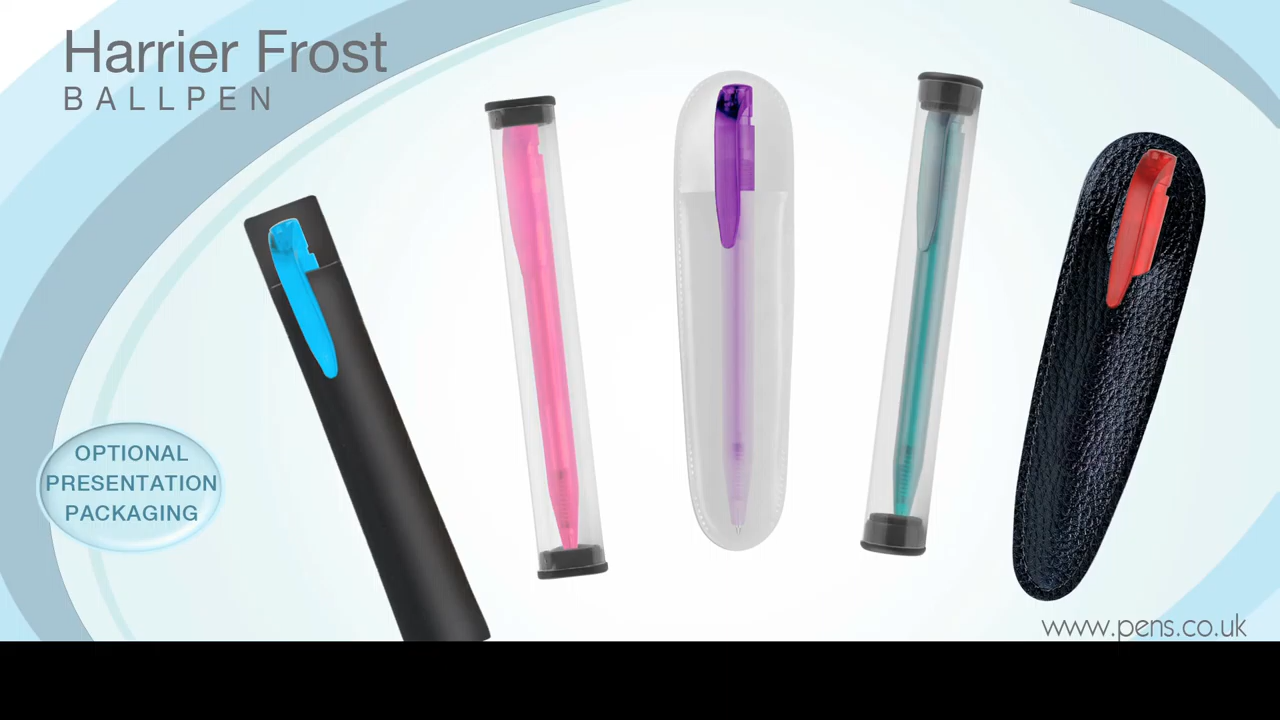 Harrier Frost
BALLPEN
OPTIONAL
PRESENTATION
PACKAGING
www.pens.co.uk